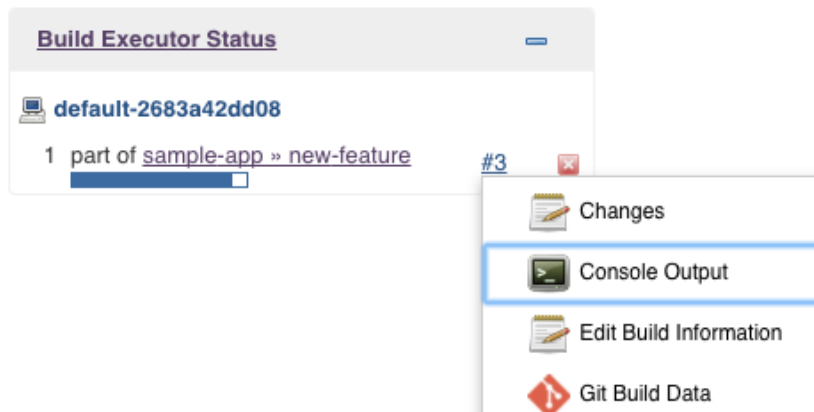 Build Executor Status
default-2683a42dd08
1 part of sample-app » new-feature #3
Changes
>_ Console Output
Edit Build Information
Git Build Data